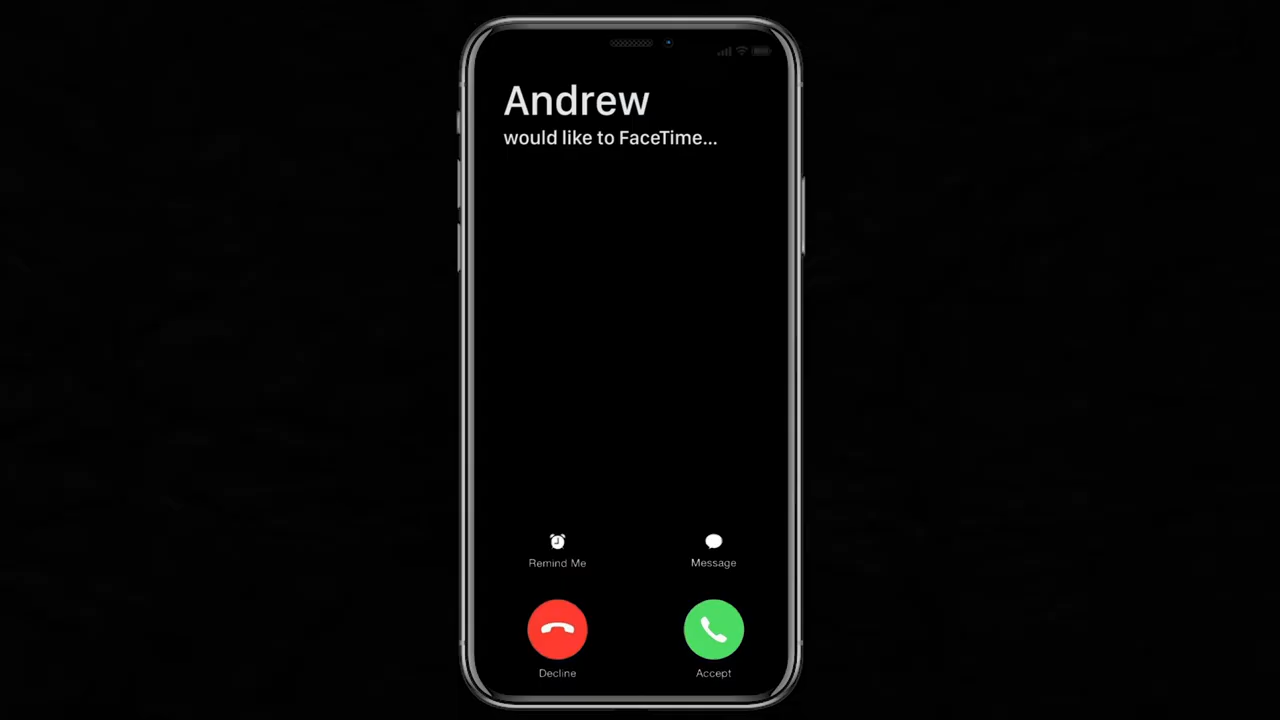 Andrew
would like to FaceTime...
Remind Me
Message
Decline
Accept